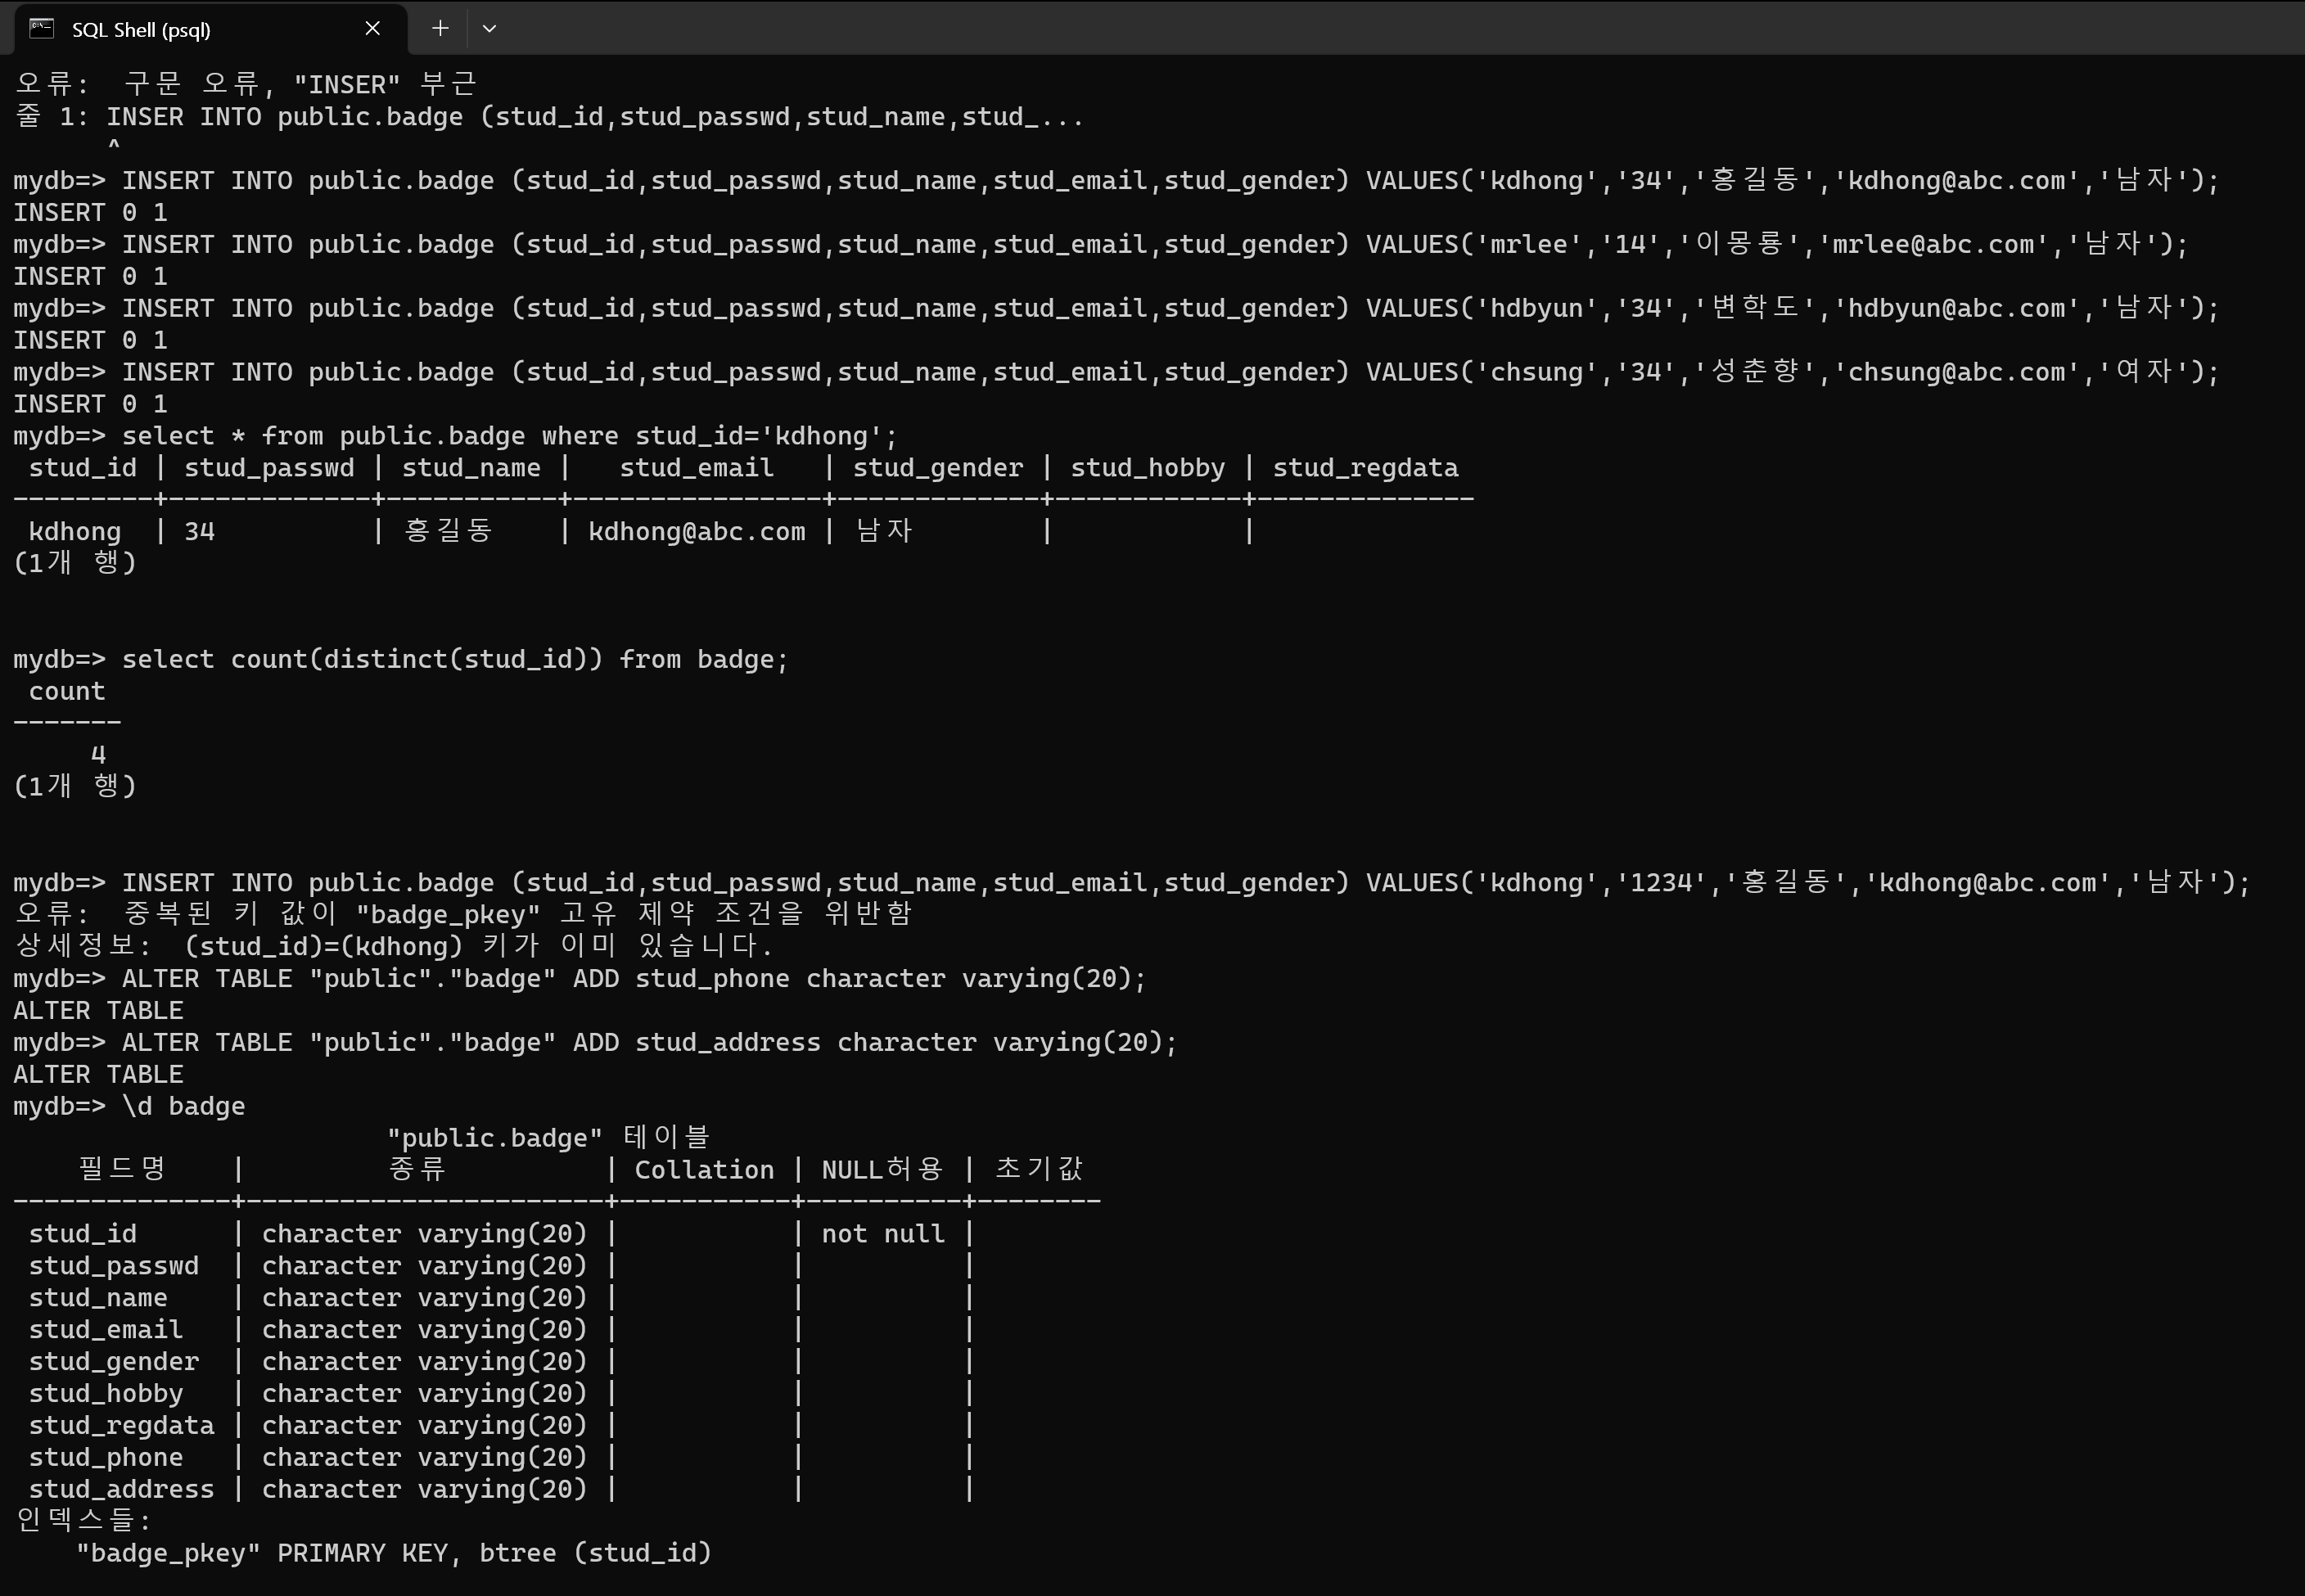 SQL Shell (psql)
오류:  구문 오류, "INSER" 부근
줄 1: INSER INTO public.badge (stud_id,stud_passwd,stud_name,stud_...
      ^
mydb=> INSERT INTO public.badge (stud_id,stud_passwd,stud_name,stud_email,stud_gender) VALUES('kdhong','34','홍길동','kdhong@abc.com','남자');
INSERT 0 1
mydb=> INSERT INTO public.badge (stud_id,stud_passwd,stud_name,stud_email,stud_gender) VALUES('mrlee','14','이몽룡','mrlee@abc.com','남자');
INSERT 0 1
mydb=> INSERT INTO public.badge (stud_id,stud_passwd,stud_name,stud_email,stud_gender) VALUES('hdbyun','34','변학도','hdbyun@abc.com','남자');
INSERT 0 1
mydb=> INSERT INTO public.badge (stud_id,stud_passwd,stud_name,stud_email,stud_gender) VALUES('chsung','34','성춘향','chsung@abc.com','여자');
INSERT 0 1
mydb=> select * from public.badge where stud_id='kdhong';
 stud_id | stud_passwd | stud_name |   stud_email   | stud_gender | stud_hobby | stud_regdata
---------+-------------+-----------+----------------+-------------+------------+--------------
 kdhong  | 34          | 홍길동    | kdhong@abc.com | 남자        |            |
(1개 행)
mydb=> select count(distinct(stud_id)) from badge;
 count
-------
     4
(1개 행)
mydb=> INSERT INTO public.badge (stud_id,stud_passwd,stud_name,stud_email,stud_gender) VALUES('kdhong','1234','홍길동','kdhong@abc.com','남자');
오류:  중복된 키 값이 "badge_pkey" 고유 제약 조건을 위반함
상세정보:  (stud_id)=(kdhong) 키가 이미 있습니다.
mydb=> ALTER TABLE "public"."badge" ADD stud_phone character varying(20);
ALTER TABLE
mydb=> ALTER TABLE "public"."badge" ADD stud_address character varying(20);
ALTER TABLE
mydb=> \d badge
                        "public.badge" 테이블
    필드명    |         종류          | Collation | NULL허용 | 초기값
--------------+-----------------------+-----------+----------+--------
 stud_id      | character varying(20) |           | not null |
 stud_passwd  | character varying(20) |           |          |
 stud_name    | character varying(20) |           |          |
 stud_email   | character varying(20) |           |          |
 stud_gender  | character varying(20) |           |          |
 stud_hobby   | character varying(20) |           |          |
 stud_regdata | character varying(20) |           |          |
 stud_phone   | character varying(20) |           |          |
 stud_address | character varying(20) |           |          |
인덱스들:
    "badge_pkey" PRIMARY KEY, btree (stud_id)